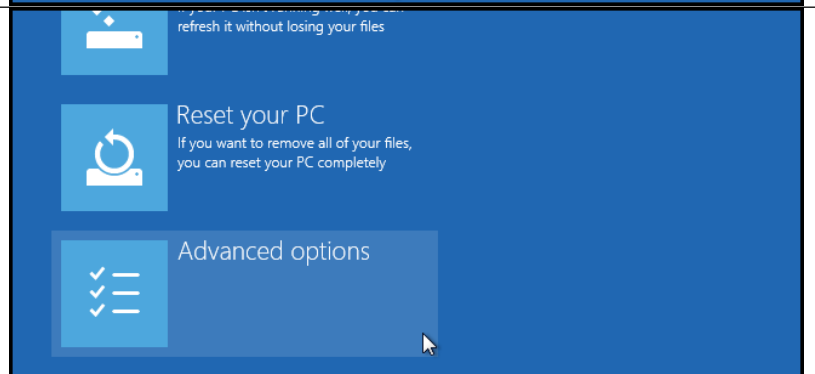 refresh it without losing your files
Reset your PC
If you want to remove all of your files,
you can reset your PC completely
Advanced options